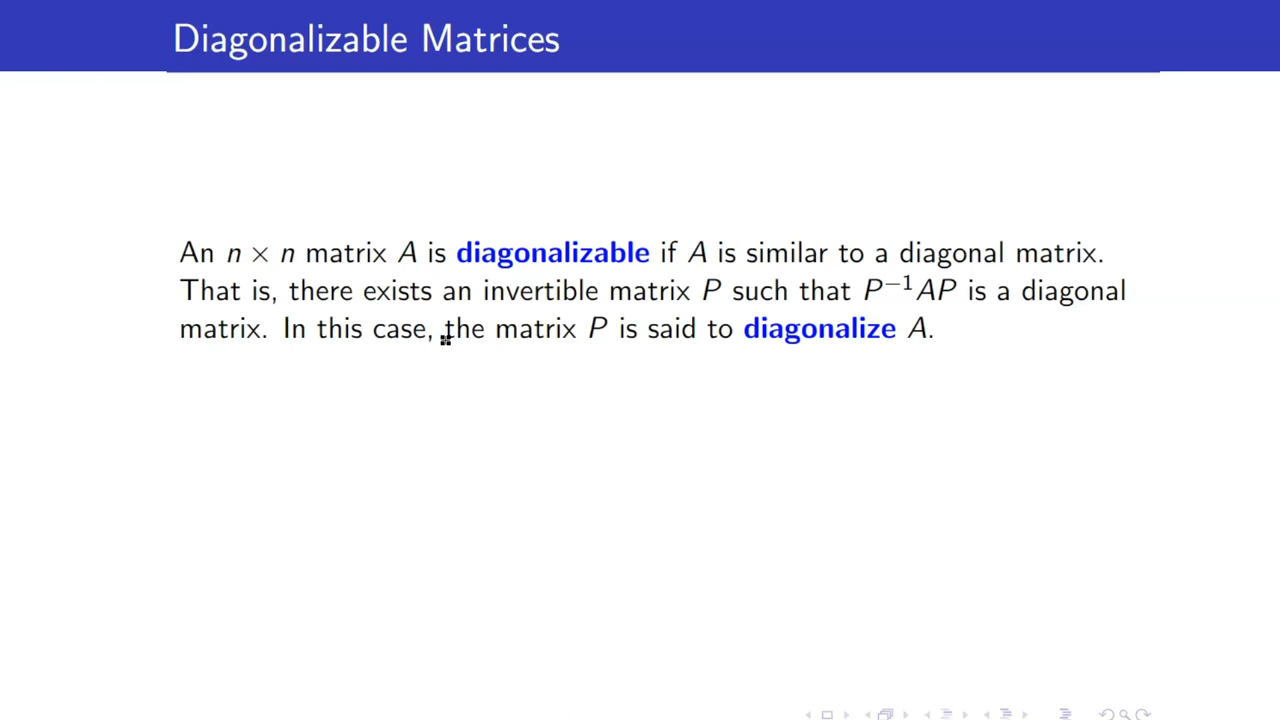 Diagonalizable Matrices
An n × n matrix A is diagonalizable if A is similar to a diagonal matrix.
That is, there exists an invertible matrix P such that P⁻¹AP is a diagonal
matrix. In this case, the matrix P is said to diagonalize A.